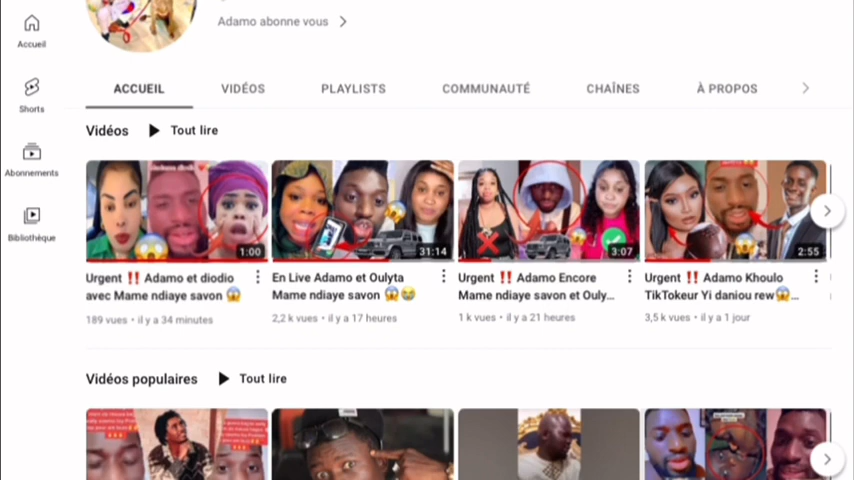 Adamo abonne vous
Accueil
Shorts
Abonnements
Bibliothèque
ACCUEIL VIDÉOS PLAYLISTS COMMUNAUTÉ CHAÎNES À PROPOS
Vidéos Tout lire
1:00 31:14 3:07 2:55
Urgent ‼️ Adamo et diodio
avec Mame ndiaye savon 😱
189 vues • il y a 34 minutes
En Live Adamo et Oulyta
Mame ndiaye savon 😱😭
2,2 k vues • il y a 17 heures
Urgent ‼️ Adamo Encore
Mame ndiaye savon et Ouly...
1 k vues • il y a 21 heures
Urgent ‼️ Adamo Khoulo
TikTokeur Yi daniou rew😱...
3,5 k vues • il y a 1 jour
Vidéos populaires Tout lire